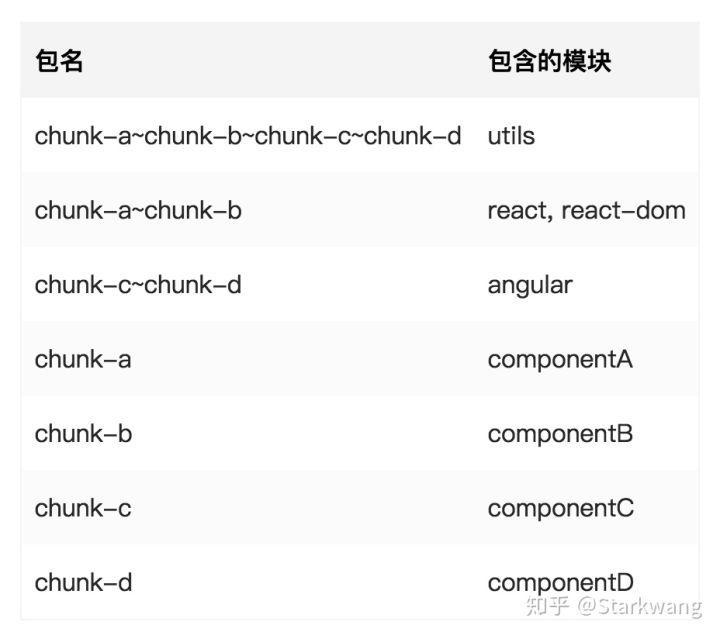 包名 包含的模块
chunk-a~chunk-b~chunk-c~chunk-d utils
chunk-a~chunk-b react, react-dom
chunk-c~chunk-d angular
chunk-a componentA
chunk-b componentB
chunk-c componentC
chunk-d componentD
知乎 @Starkwang